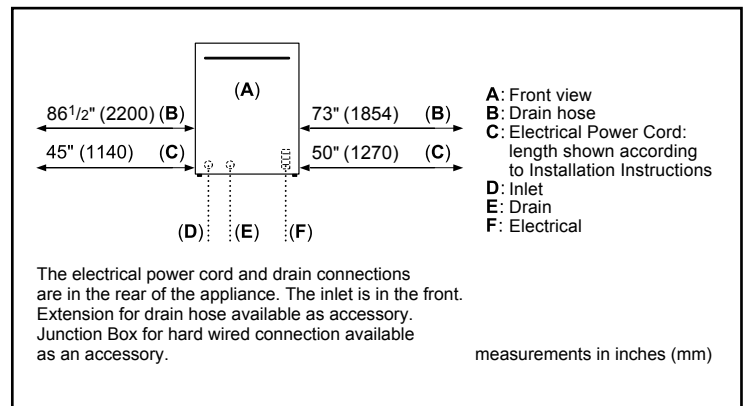 (A)
86 1/2" (2200) (B)
73" (1854) (B)
45" (1140) (C)
50" (1270) (C)
(D)
(E)
(F)
A: Front view
B: Drain hose
C: Electrical Power Cord:
length shown according
to Installation Instructions
D: Inlet
E: Drain
F: Electrical
The electrical power cord and drain connections
are in the rear of the appliance. The inlet is in the front.
Extension for drain hose available as accessory.
Junction Box for hard wired connection available
as an accessory.
measurements in inches (mm)